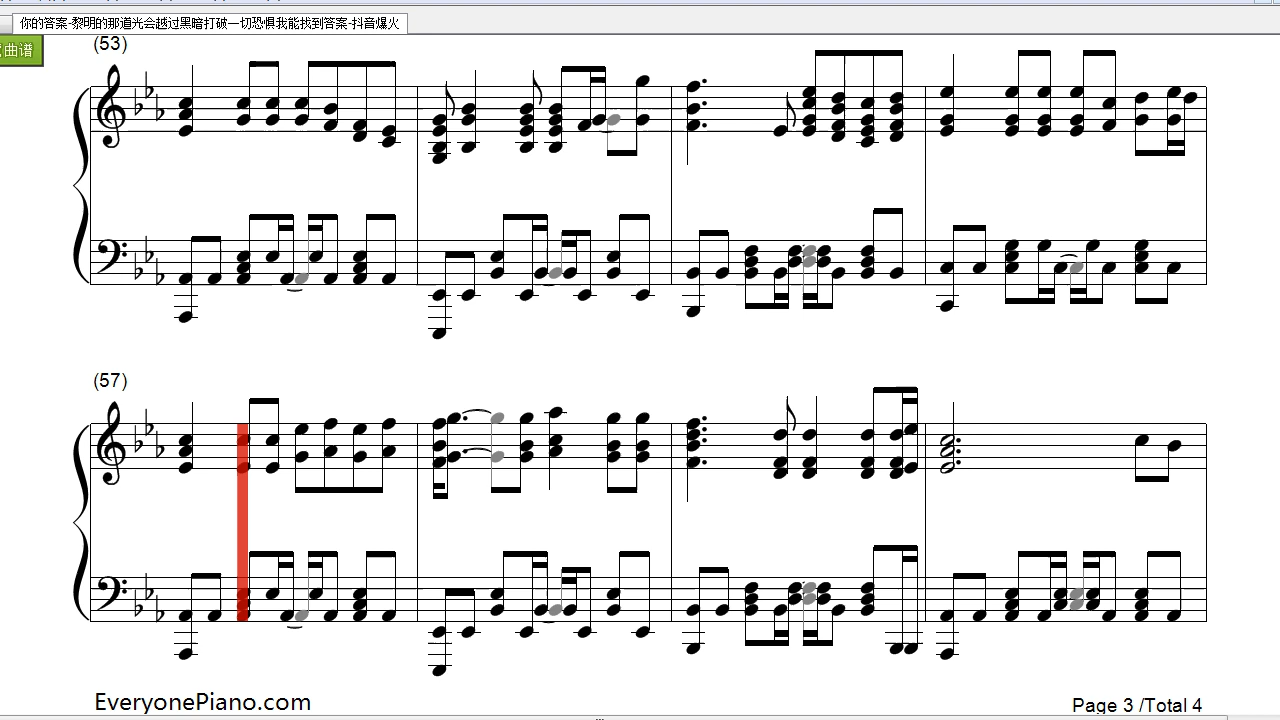 你的答案-黎明的那道光会越过黑暗打破一切恐惧我能找到答案-抖音爆火
曲谱
(53)
(57)
EveryonePiano.com
Page 3 /Total 4